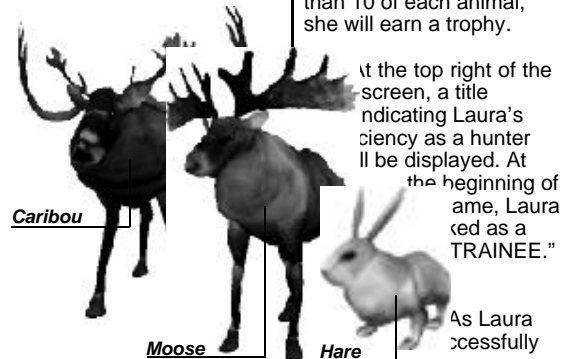 than 10 of each animal,
she will earn a trophy.
At the top right of the
screen, a title
indicating Laura's
ciency as a hunter
ll be displayed. At
the beginning of
ame, Laura
ked as a
TRAINEE."
As Laura
ccessfully
Caribou
Moose
Hare